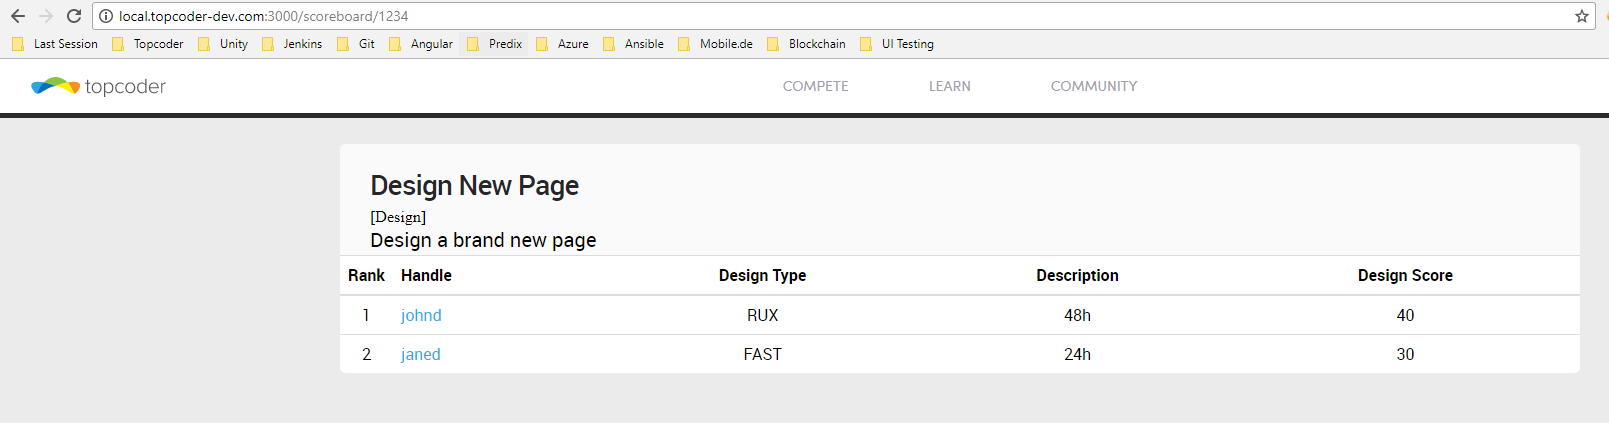 local.topcoder-dev.com:3000/scoreboard/1234
Last Session Topcoder Unity Jenkins Git Angular Predix Azure Ansible Mobile.de Blockchain UI Testing
topcoder COMPETE LEARN COMMUNITY
Design New Page
[Design]
Design a brand new page
Rank Handle Design Type Description Design Score
1 johnd RUX 48h 40
2 janed FAST 24h 30